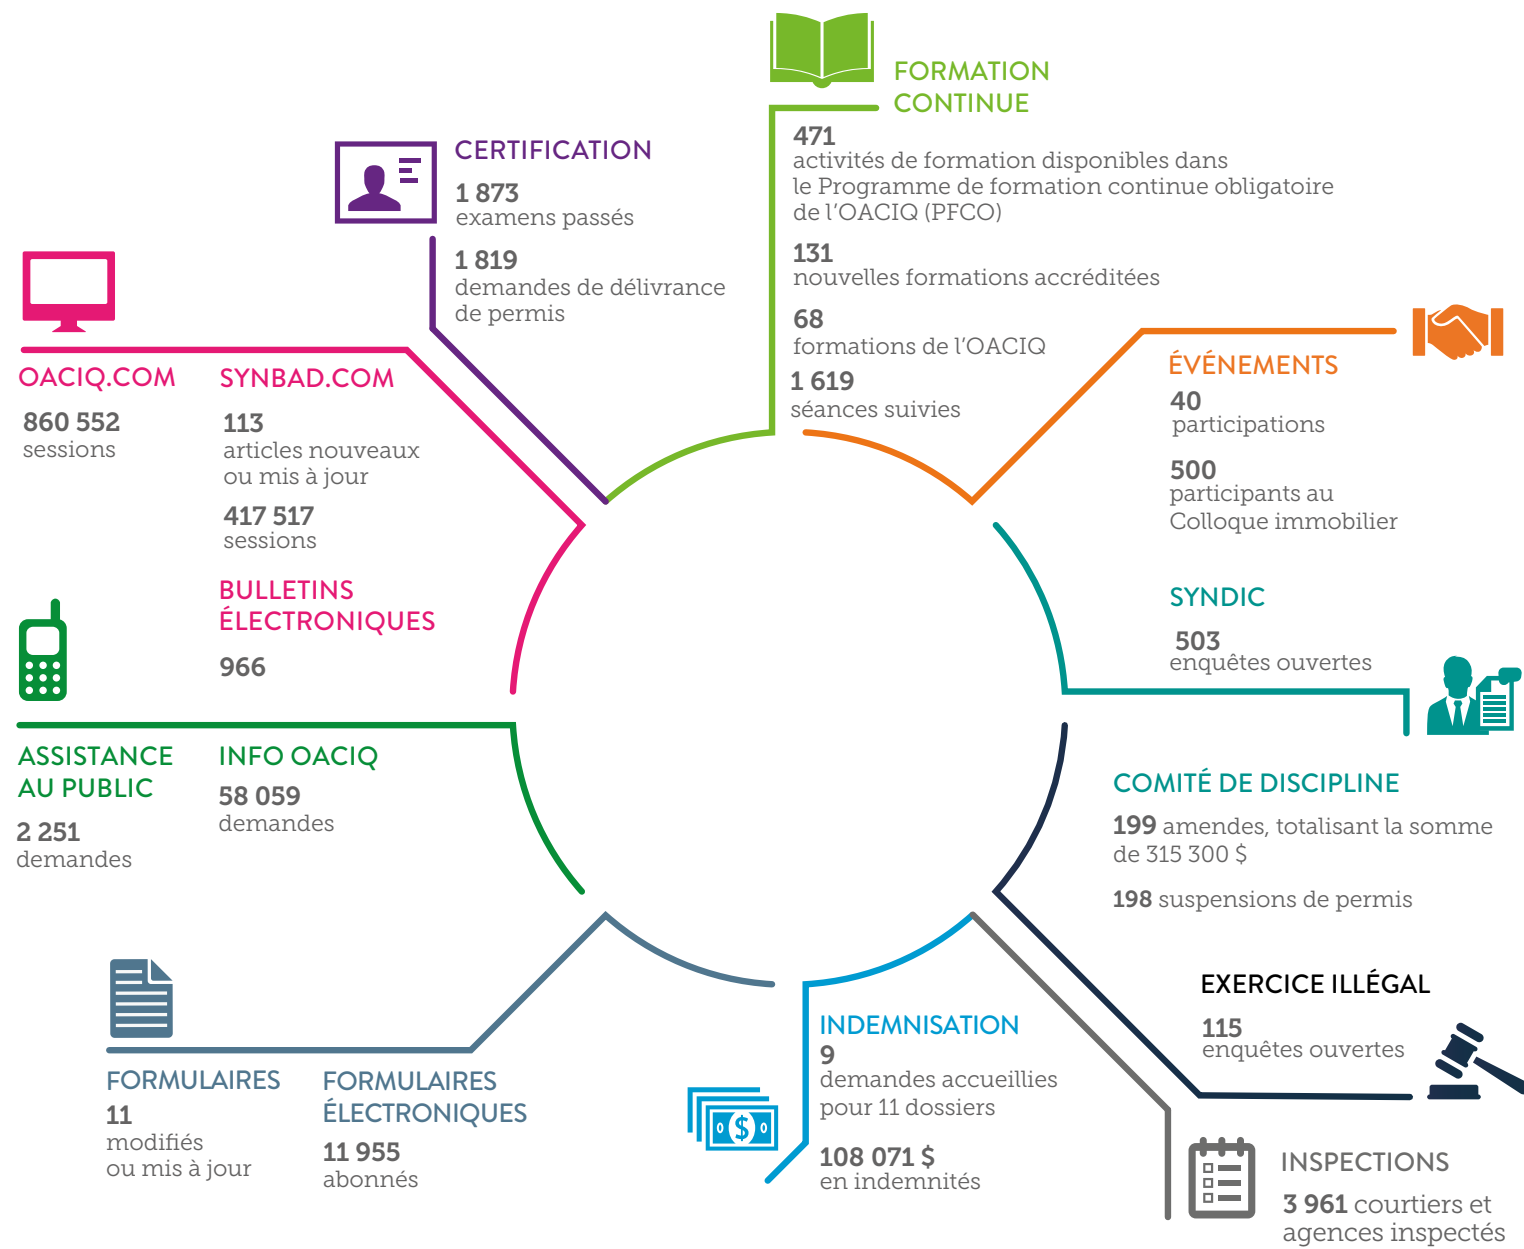 FORMATION
CONTINUE
471
activités de formation disponibles dans
le Programme de formation continue obligatoire
de l'OACIQ (PFCO)
131
nouvelles formations accréditées
68
formations de l'OACIQ
1 619
séances suivies
CERTIFICATION
1 873
examens passés
1 819
demandes de délivrance
de permis
OACIQ.COM
860 552
sessions
SYNBAD.COM
113
articles nouveaux
ou mis à jour
417 517
sessions
BULLETINS
ÉLECTRONIQUES
966
ÉVÉNEMENTS
40
participations
500
participants au
Colloque immobilier
SYNDIC
503
enquêtes ouvertes
ASSISTANCE
AU PUBLIC
2 251
demandes
INFO OACIQ
58 059
demandes
COMITÉ DE DISCIPLINE
199 amendes, totalisant la somme
de 315 300 $
198 suspensions de permis
EXERCICE ILLÉGAL
115
enquêtes ouvertes
FORMULAIRES
11
modifiés
ou mis à jour
FORMULAIRES
ÉLECTRONIQUES
11 955
abonnés
$
INDEMNISATION
9
demandes accueillies
pour 11 dossiers
108 071 $
en indemnités
INSPECTIONS
3 961 courtiers et
agences inspectés